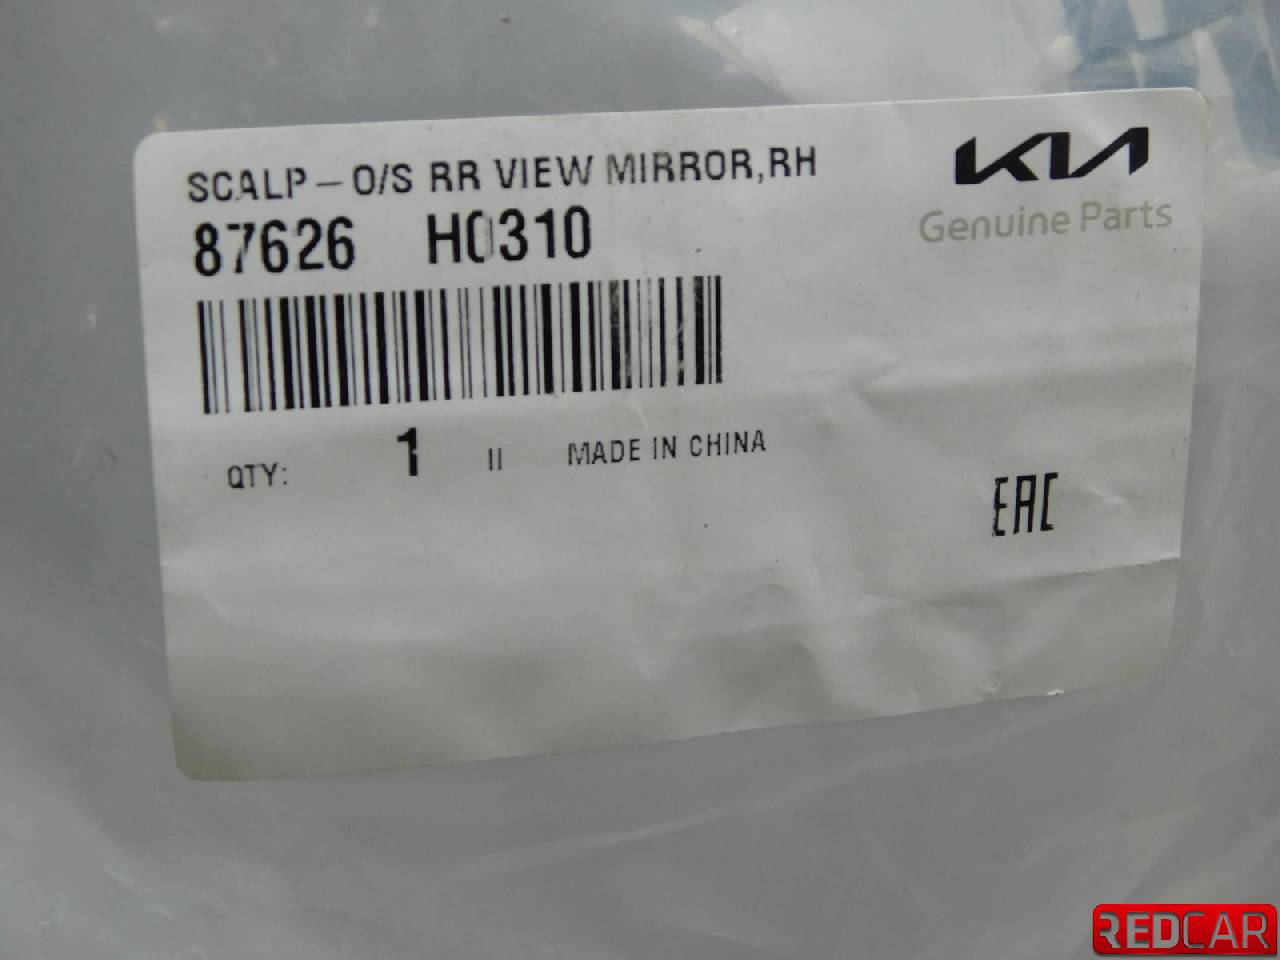 SCALP - O/S RR VIEW MIRROR,RH
KIA
Genuine Parts
87626 H0310
QTY: 1 II MADE IN CHINA
EAC
REDCAR